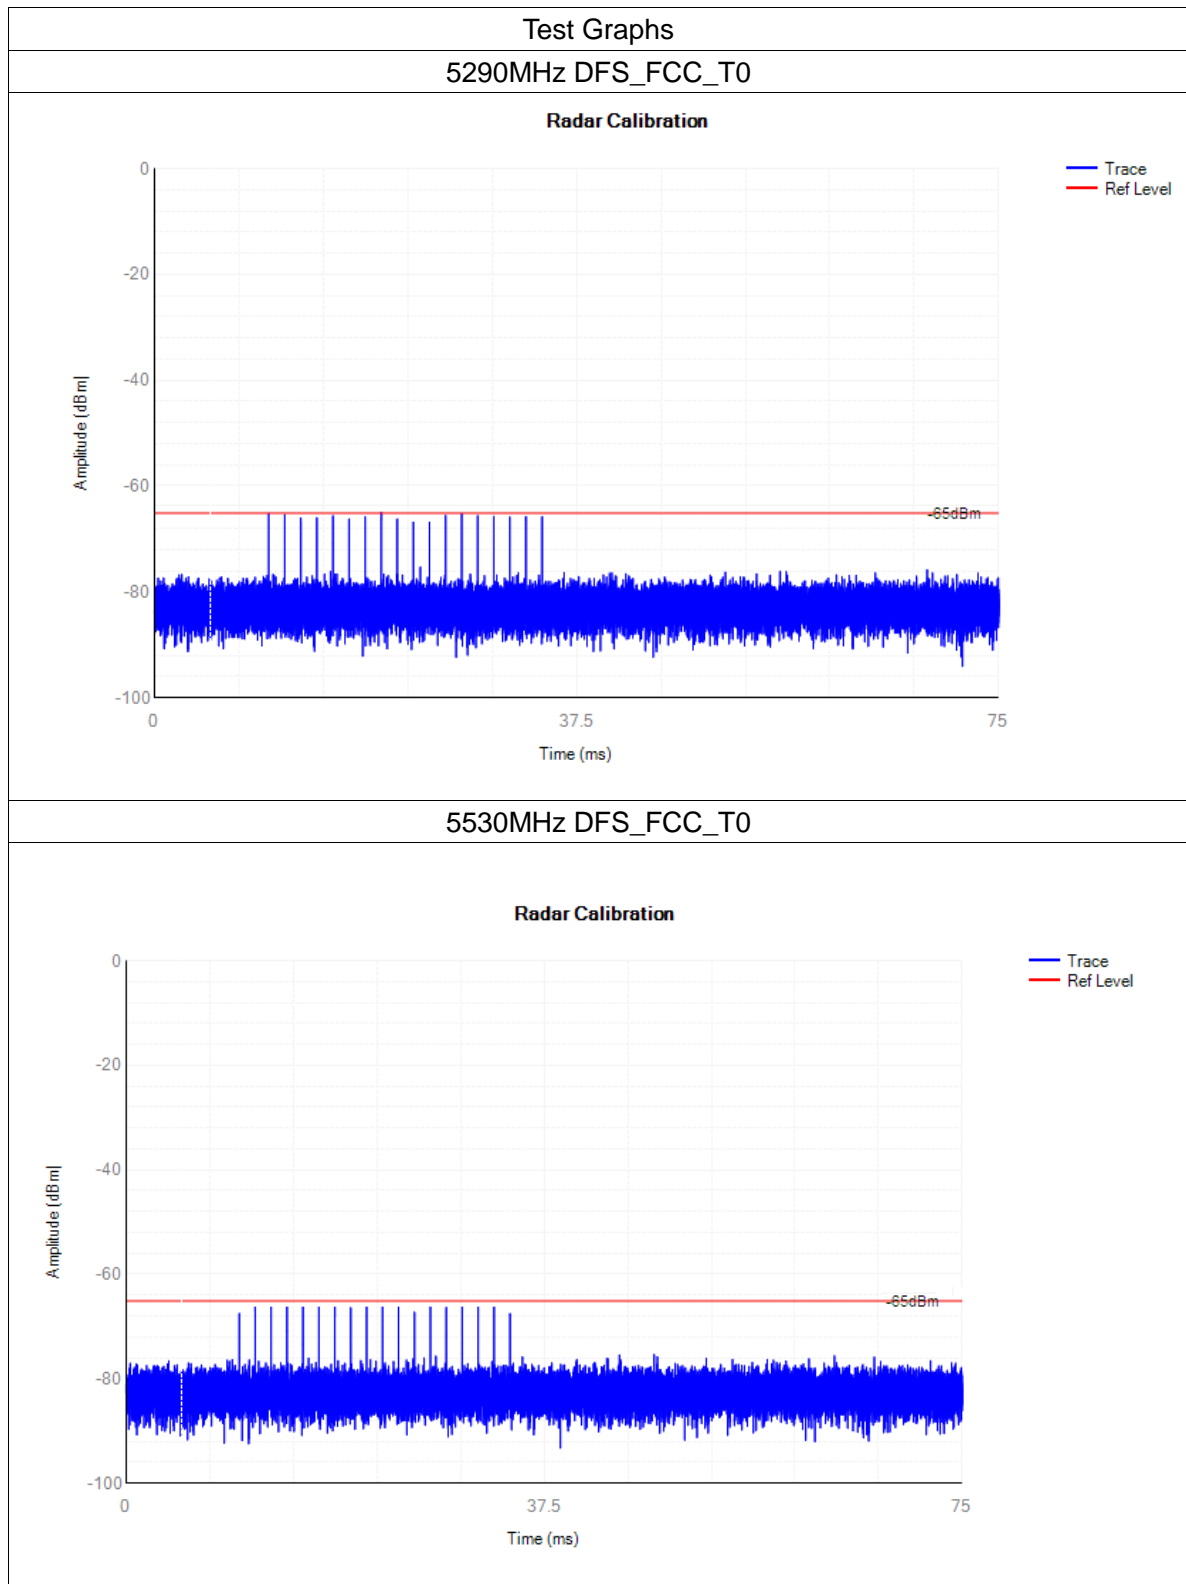 Test Graphs
5290MHz DFS_FCC_T0
Radar Calibration
Trace
Ref Level
0
-20
-40
-60
-80
-100
Amplitude (dBm|
-65dBm
0 37.5 75
Time (ms)
5530MHz DFS_FCC_T0
Radar Calibration
Trace
Ref Level
0
-20
-40
-60
-80
-100
Amplitude (dBm|
-65dBm
0 37.5 75
Time (ms)